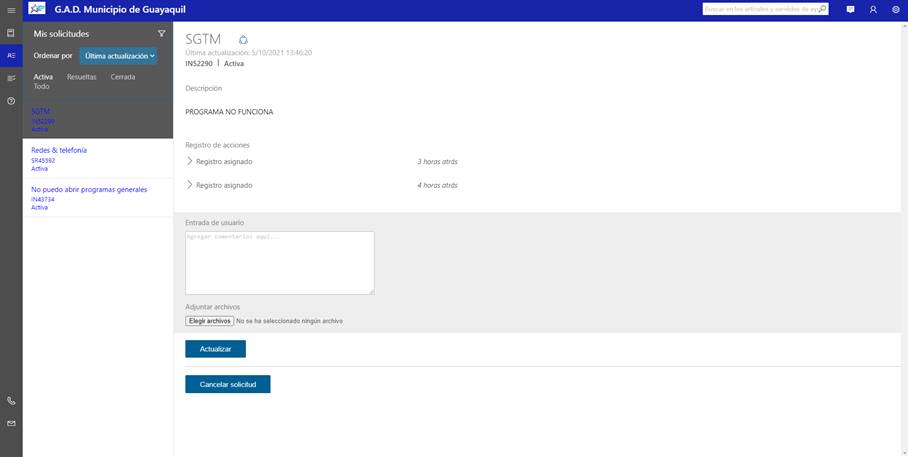 G.A.D. Municipio de Guayaquil
Buscar en los artículos y servicios de ayu
Mis solicitudes
Ordenar por
Última actualización
Activa Resueltas Cerrada
Todo
SGTM
IN52290
Activa
Redes & telefonía
SR45592
Activa
No puedo abrir programas generales
IN43734
Activa
SGTM
Última actualización: 5/10/2021 13:46:20
IN52290 | Activa
Descripción
PROGRAMA NO FUNCIONA
Registro de acciones
Registro asignado 3 horas atrás
Registro asignado 4 horas atrás
Entrada de usuario
Agregar comentarios aquí...
Adjuntar archivos
Elegir archivos No se ha seleccionado ningún archivo
Actualizar
Cancelar solicitud